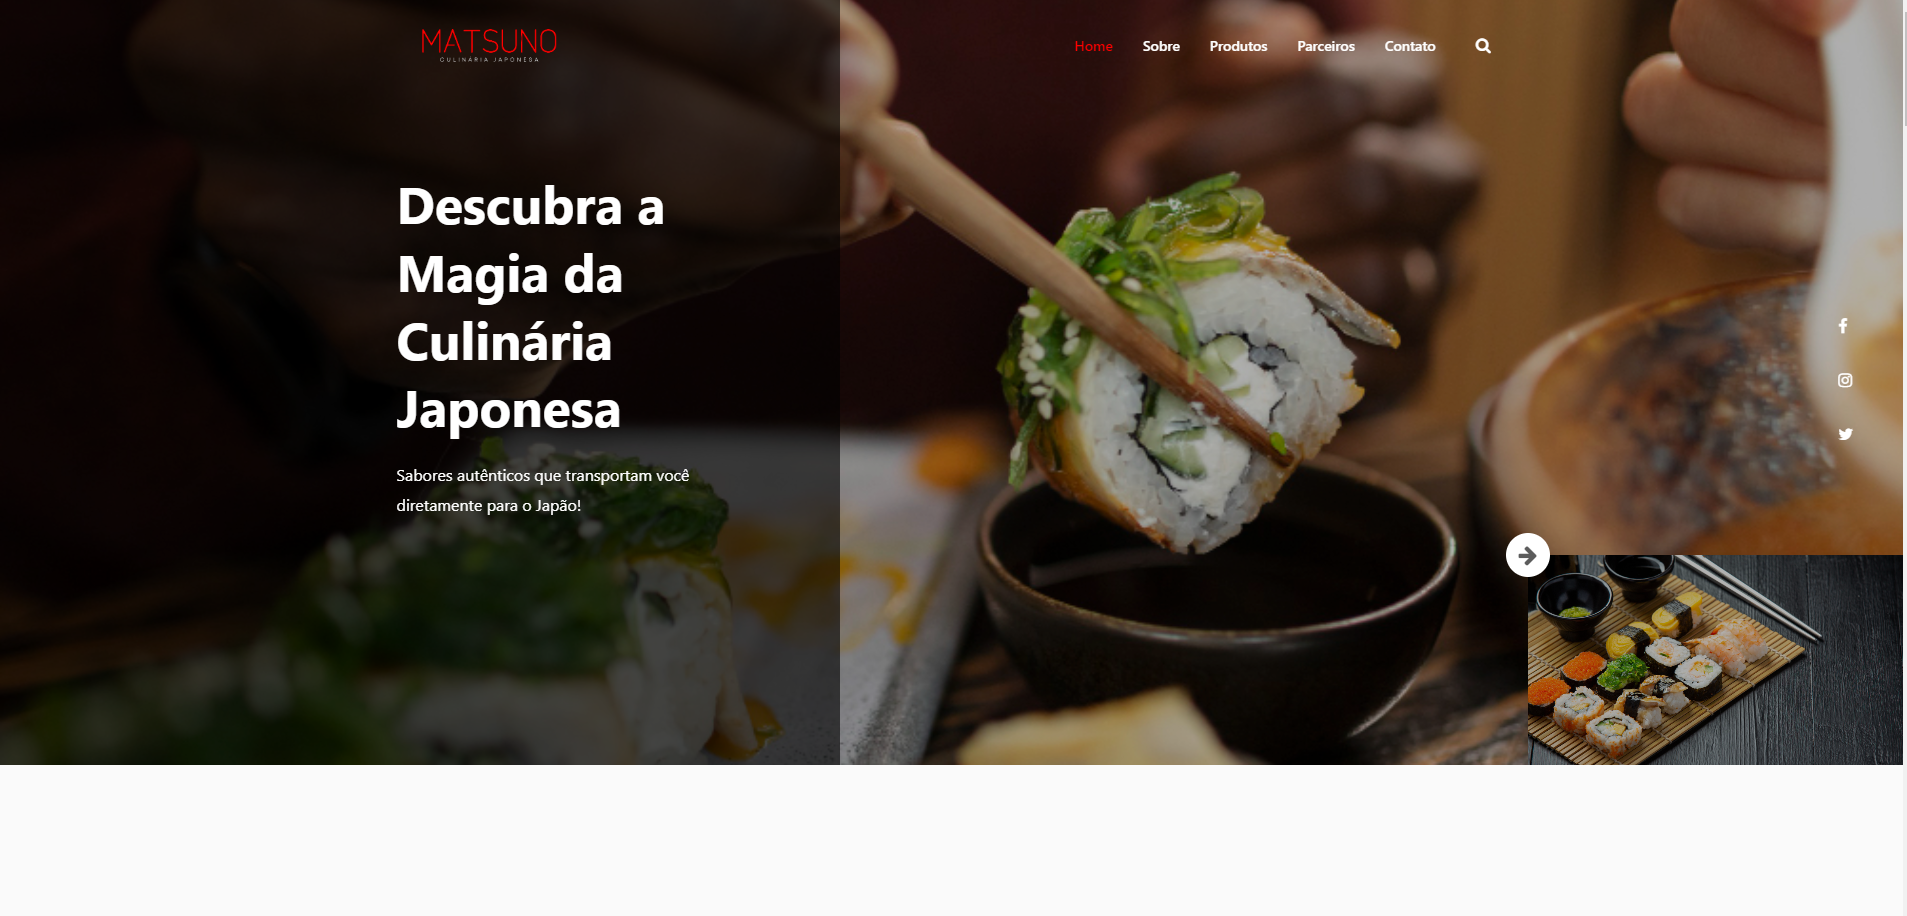 MATSUNO
CULINÁRIA JAPONESA
Home Sobre Produtos Parceiros Contato
Descubra a
Magia da
Culinária
Japonesa
Sabores autênticos que transportam você
diretamente para o Japão!